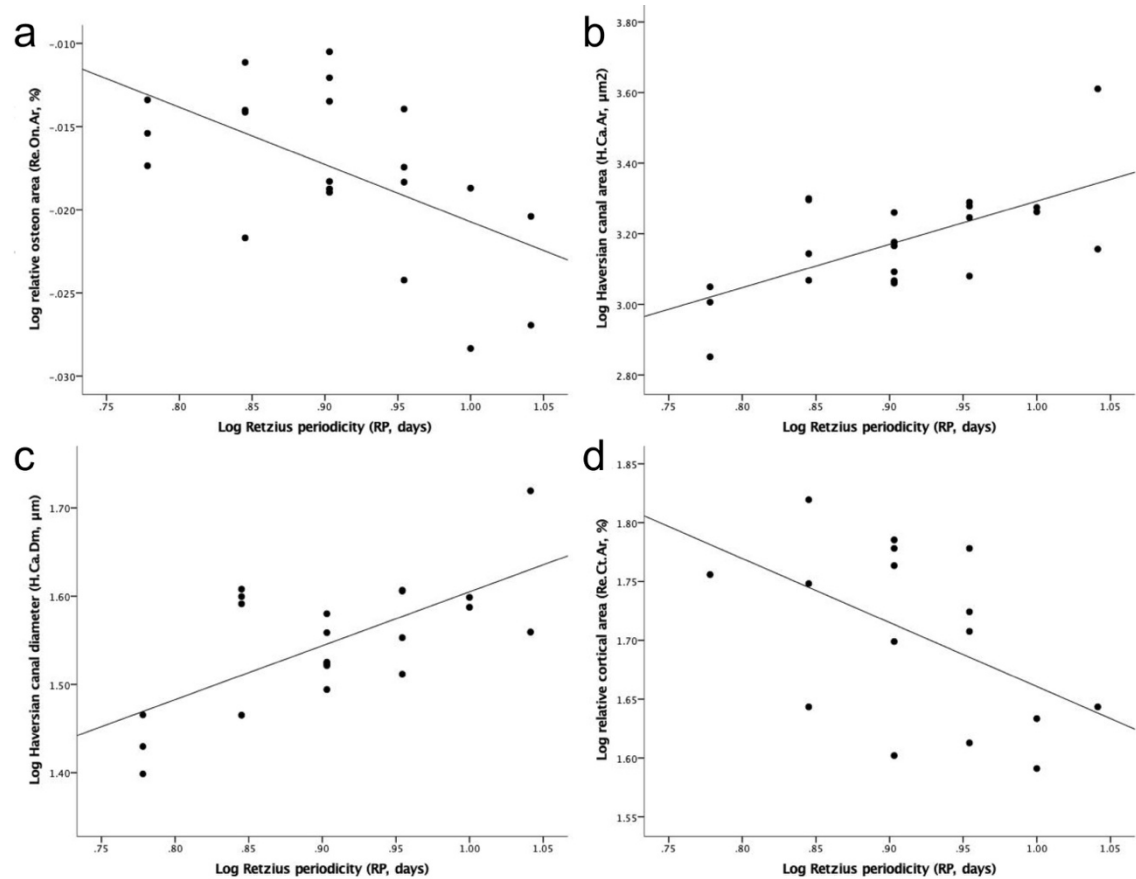 a
Log relative osteon area (Re.On.Ar, %)
-.010
-.015
-.020
-.025
-.030
.75 .80 .85 .90 .95 1.00 1.05
Log Retzius periodicity (RP, days)
b
Log Haversian canal area (H.Ca.Ar, µm2)
3.80
3.60
3.40
3.20
3.00
2.80
.75 .80 .85 .90 .95 1.00 1.05
Log Retzius periodicity (RP, days)
c
Log Haversian canal diameter (H.Ca.Dm, µm)
1.70
1.60
1.50
1.40
.75 .80 .85 .90 .95 1.00 1.05
Log Retzius periodicity (RP, days)
d
Log relative cortical area (Re.Ct.Ar, %)
1.85
1.80
1.75
1.70
1.65
1.60
1.55
.75 .80 .85 .90 .95 1.00 1.05
Log Retzius periodicity (RP, days)